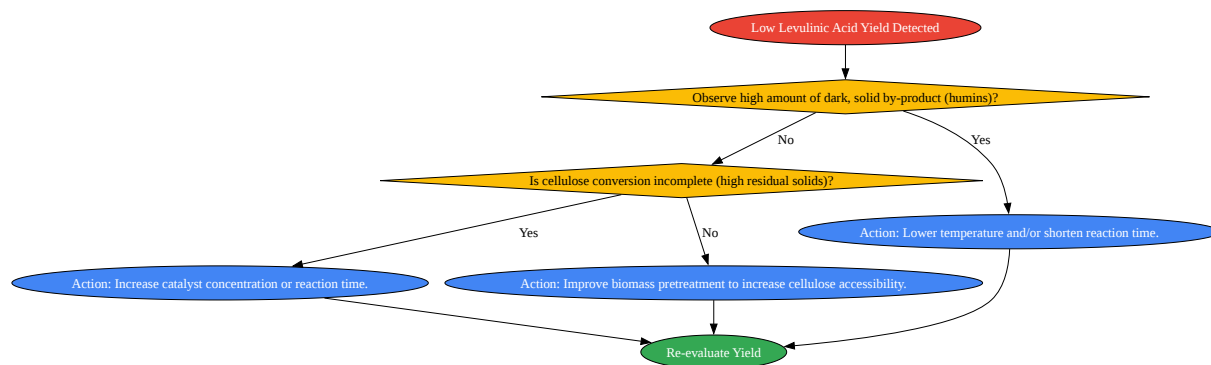 Low Levulinic Acid Yield Detected
Observe high amount of dark, solid by-product (humins)?
No
Yes
Is cellulose conversion incomplete (high residual solids)?
Yes
No
Action: Lower temperature and/or shorten reaction time.
Action: Increase catalyst concentration or reaction time.
Action: Improve biomass pretreatment to increase cellulose accessibility.
Re-evaluate Yield